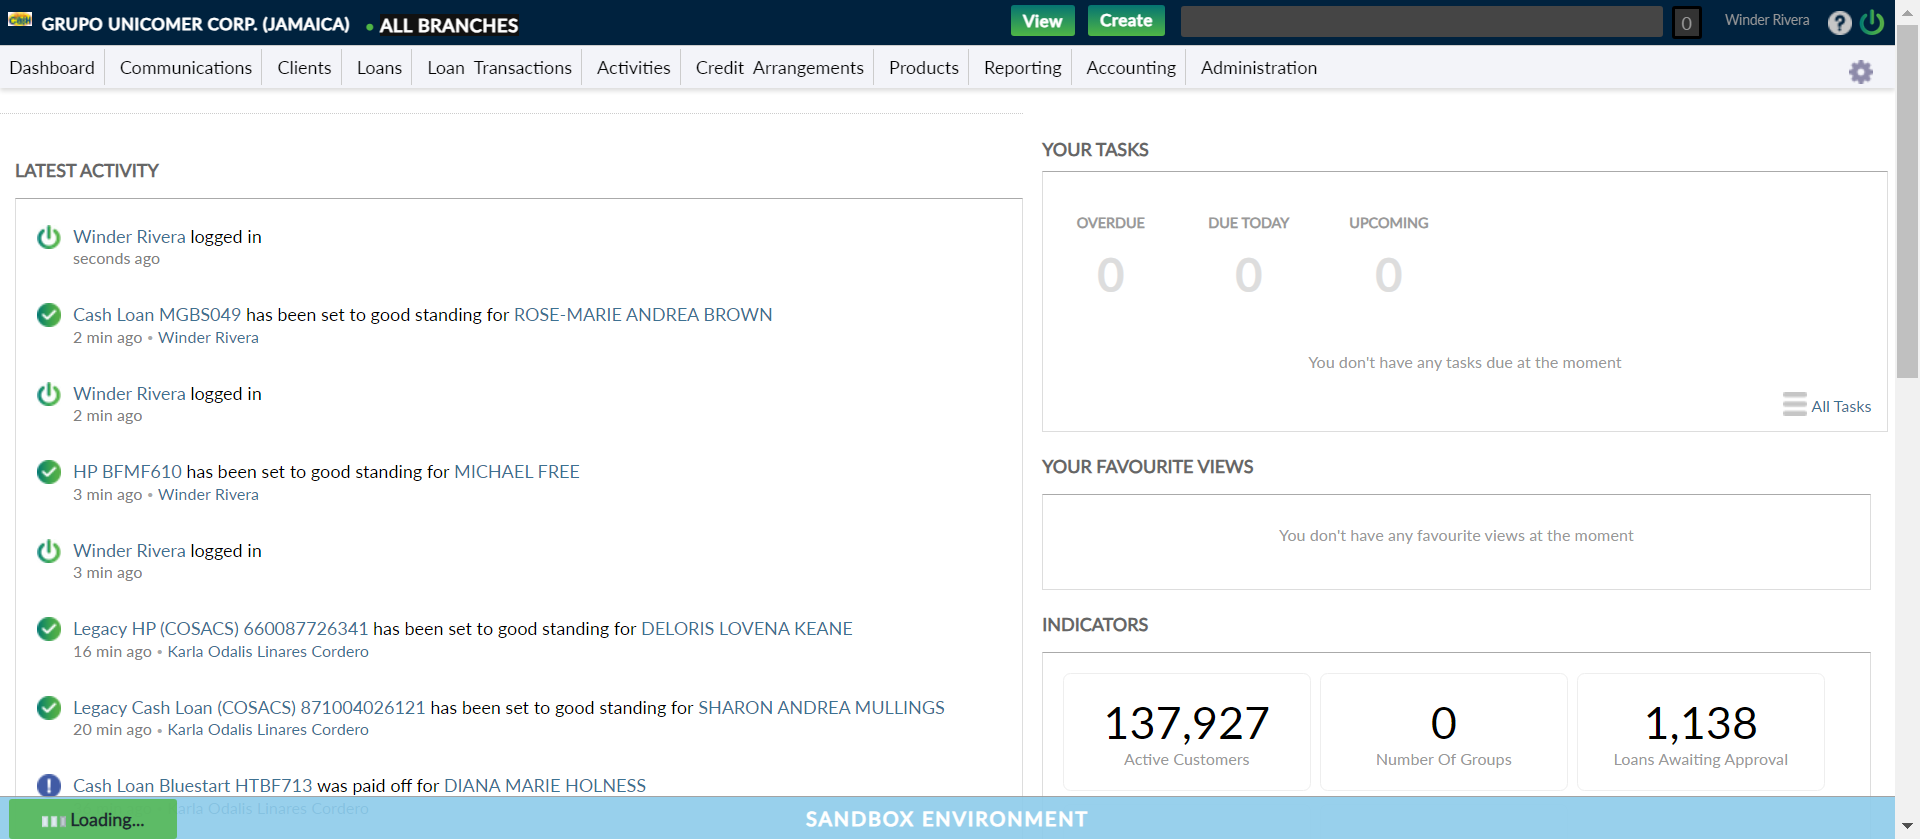 Cash GRUPO UNICOMER CORP. (JAMAICA) • ALL BRANCHES View Create 0 Winder Rivera ?
Dashboard Communications Clients Loans Loan Transactions Activities Credit Arrangements Products Reporting Accounting Administration
LATEST ACTIVITY
Winder Rivera logged in
seconds ago
Cash Loan MGBS049 has been set to good standing for ROSE-MARIE ANDREA BROWN
2 min ago • Winder Rivera
Winder Rivera logged in
2 min ago
HP BFMF610 has been set to good standing for MICHAEL FREE
3 min ago • Winder Rivera
Winder Rivera logged in
3 min ago
Legacy HP (COSACS) 660087726341 has been set to good standing for DELORIS LOVENA KEANE
16 min ago • Karla Odalis Linares Cordero
Legacy Cash Loan (COSACS) 871004026121 has been set to good standing for SHARON ANDREA MULLINGS
20 min ago • Karla Odalis Linares Cordero
Cash Loan Bluestart HTBF713 was paid off for DIANA MARIE HOLNESS
Odalis Linares Cordero
YOUR TASKS
OVERDUE DUE TODAY UPCOMING
0 0 0
You don't have any tasks due at the moment
All Tasks
YOUR FAVOURITE VIEWS
You don't have any favourite views at the moment
INDICATORS
137,927 0 1,138
Active Customers Number Of Groups Loans Awaiting Approval
Loading... SANDBOX ENVIRONMENT